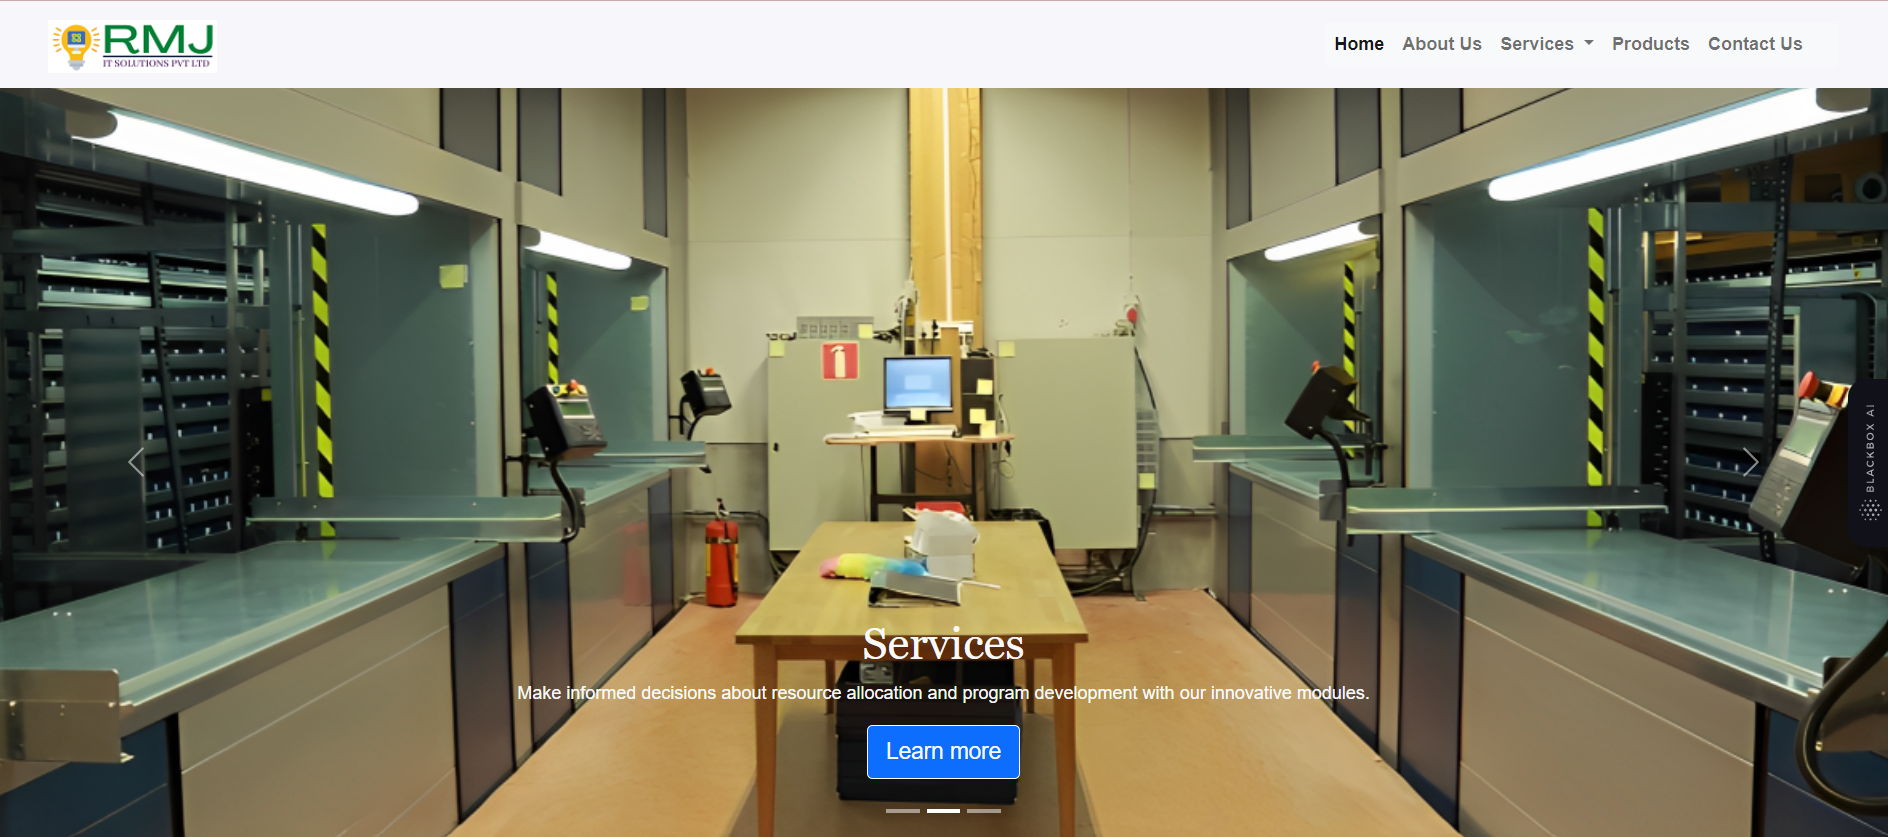 RMJ
IT SOLUTIONS PVT LTD
Home About Us Services Products Contact Us
BLACKBOX AI
Services
Make informed decisions about resource allocation and program development with our innovative modules.
Learn more